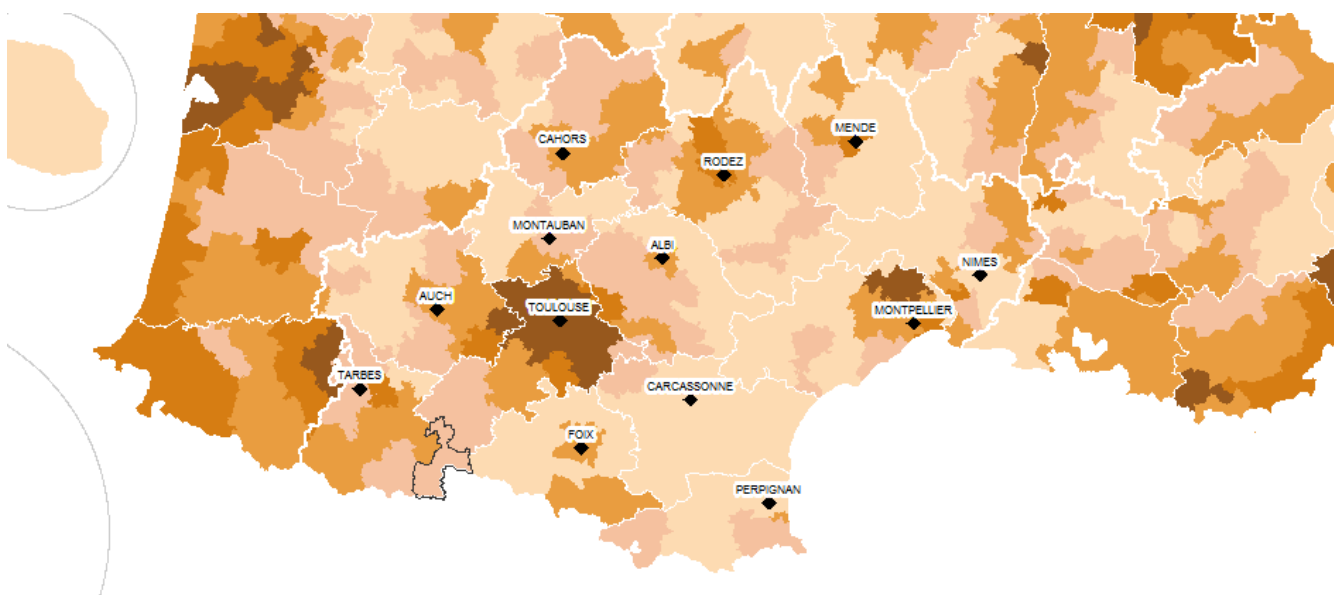 MENDE
CAHORS
RODEZ
MONTAUBAN
ALBI
NIMES
AUCH
TOULOUSE
MONTPELLIER
TARBES
CARCASSONNE
FOIX
PERPIGNAN